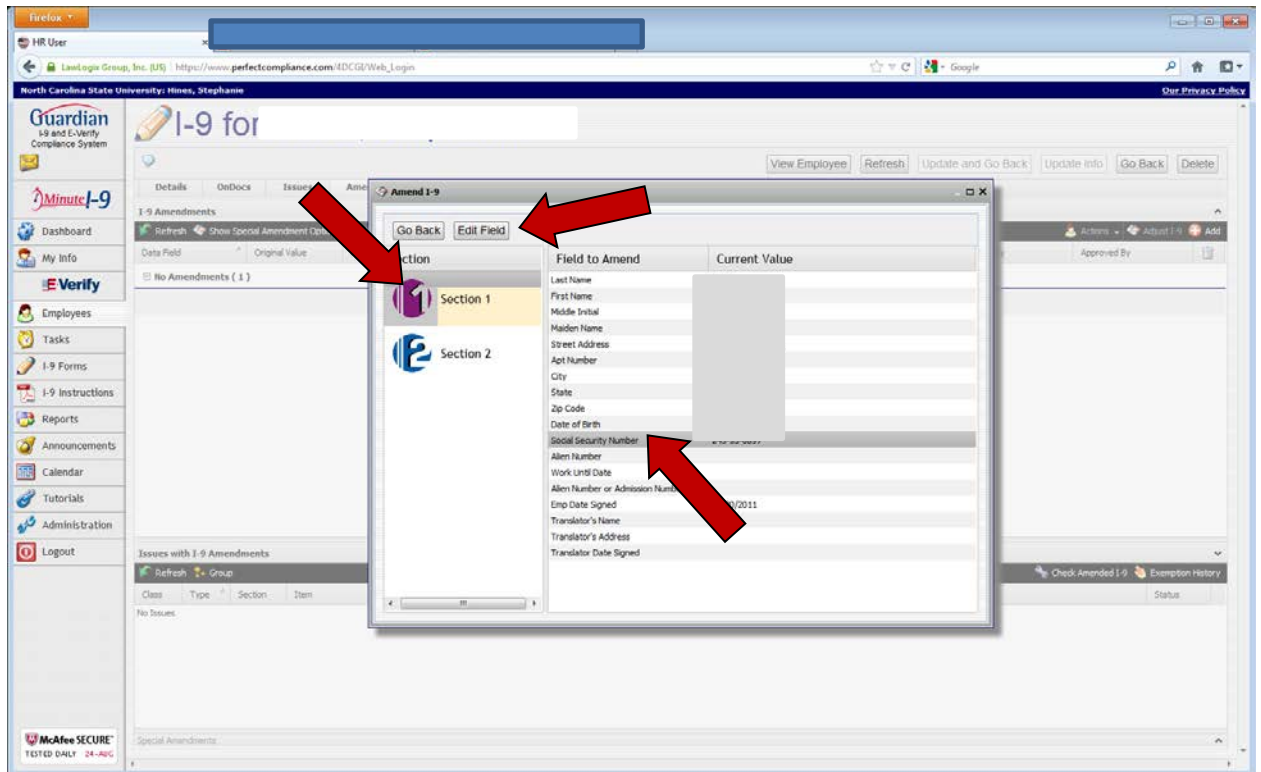 Firefox
HR User
LawLogix Group, Inc. (US) https://www.perfectcompliance.com/4DCGI/Web_Login
Google
North Carolina State University: Hines, Stephanie
Our Privacy Policy
Guardian
I-9 and E-Verify
Compliance System
I-9 for
View Employee Refresh Update and Go Back Update Info Go Back Delete
Minute I-9
Dashboard
My Info
E Verify
Employees
Tasks
I-9 Forms
I-9 Instructions
Reports
Announcements
Calendar
Tutorials
Administration
Logout
McAfee SECURE
TESTED DAILY 24-AUG
Details OnDocs Issues
I-9 Amendments
Refresh Show Special Amendment
Actions Adjust I-9 Add
Data Field Original Value
Approved By
No Amendments ( 1 )
Amend I-9
Go Back Edit Field
Field to Amend Current Value
Section 1
Section 2
Last Name
First Name
Middle Initial
Maiden Name
Street Address
Apt Number
City
State
Zip Code
Date of Birth
Social Security Number
Alien Number
Work Until Date
Alien Number or Admission
Emp Date Signed
Translator's Name
Translator's Address
Translator Date Signed
Issues with I-9 Amendments
Refresh Group
Check Amended I-9 Exemption History
Class Type Section Item
Status
No Issues
Special Amendments